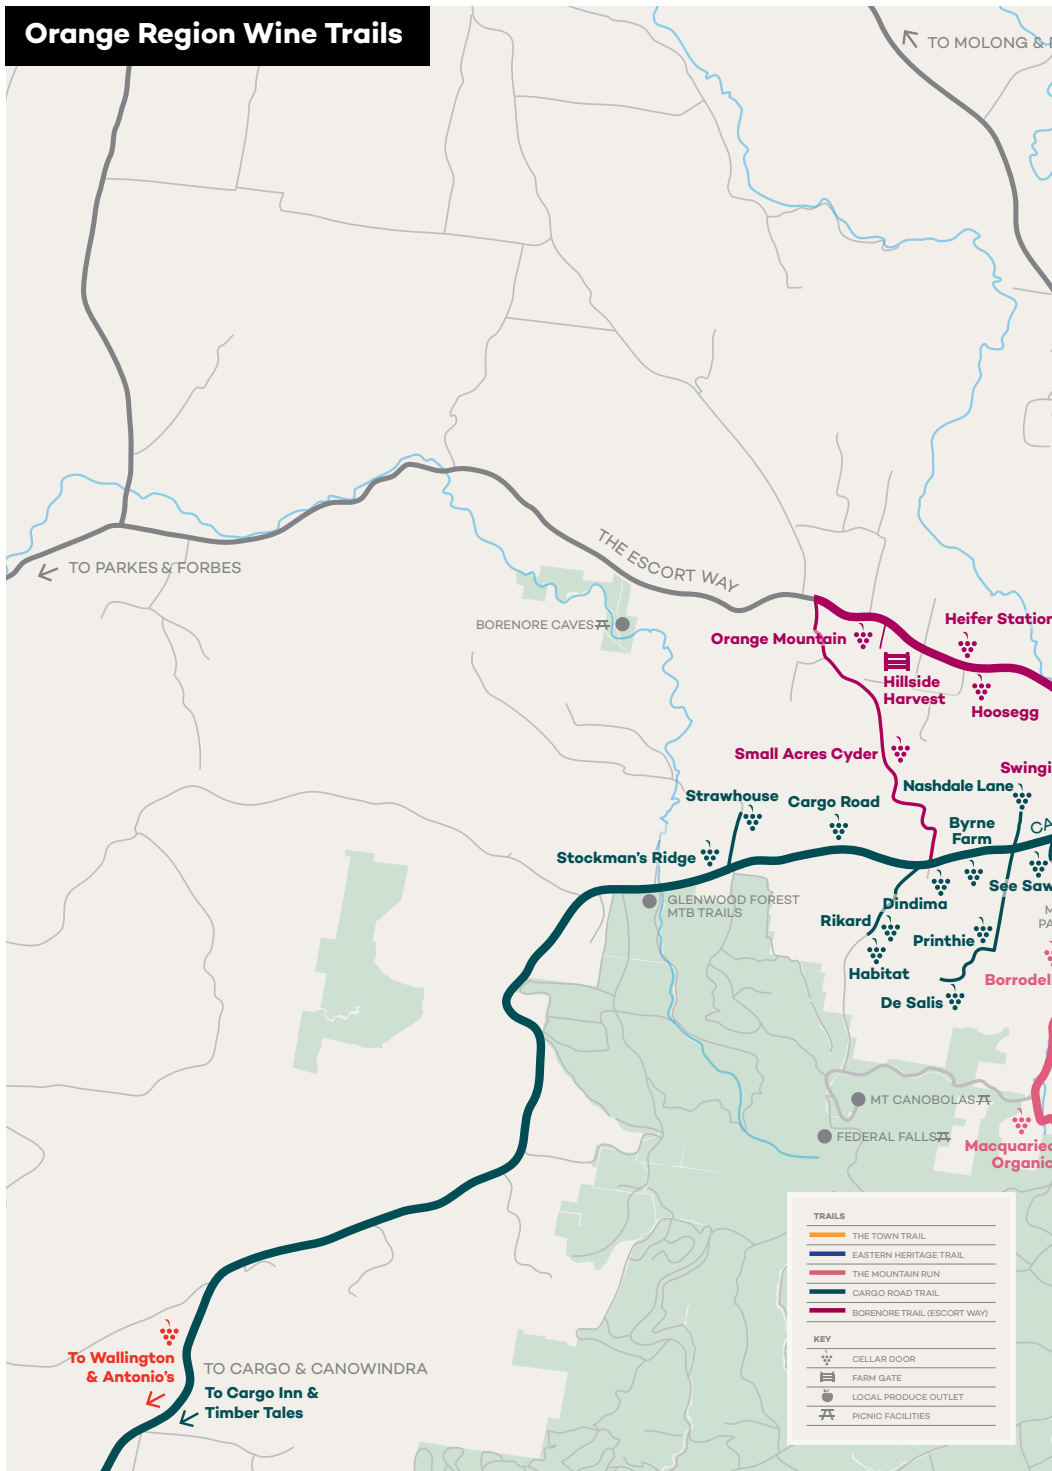 Orange Region Wine Trails
TO MOLONG &
TO PARKES & FORBES
THE ESCORT WAY
BORENORE CAVES
Orange Mountain
Heifer Station
Hillside
Harvest
Hoosegg
Small Acres Cyder
Swingi
Nashdale Lane
Strawhouse
Cargo Road
Byrne
Farm
CA
Stockman's Ridge
See Saw
GLENWOOD FOREST
MTB TRAILS
Dindima
Rikard
Printhie
M
PA
Habitat
Borrodell
De Salis
MT CANOBOLAS
FEDERAL FALLS
Macquaried
Organic
TRAILS
THE TOWN TRAIL
EASTERN HERITAGE TRAIL
THE MOUNTAIN RUN
CARGO ROAD TRAIL
BORENORE TRAIL (ESCORT WAY)
KEY
CELLAR DOOR
FARM GATE
LOCAL PRODUCE OUTLET
PICNIC FACILITIES
To Wallington
& Antonio's
TO CARGO & CANOWINDRA
To Cargo Inn &
Timber Tales